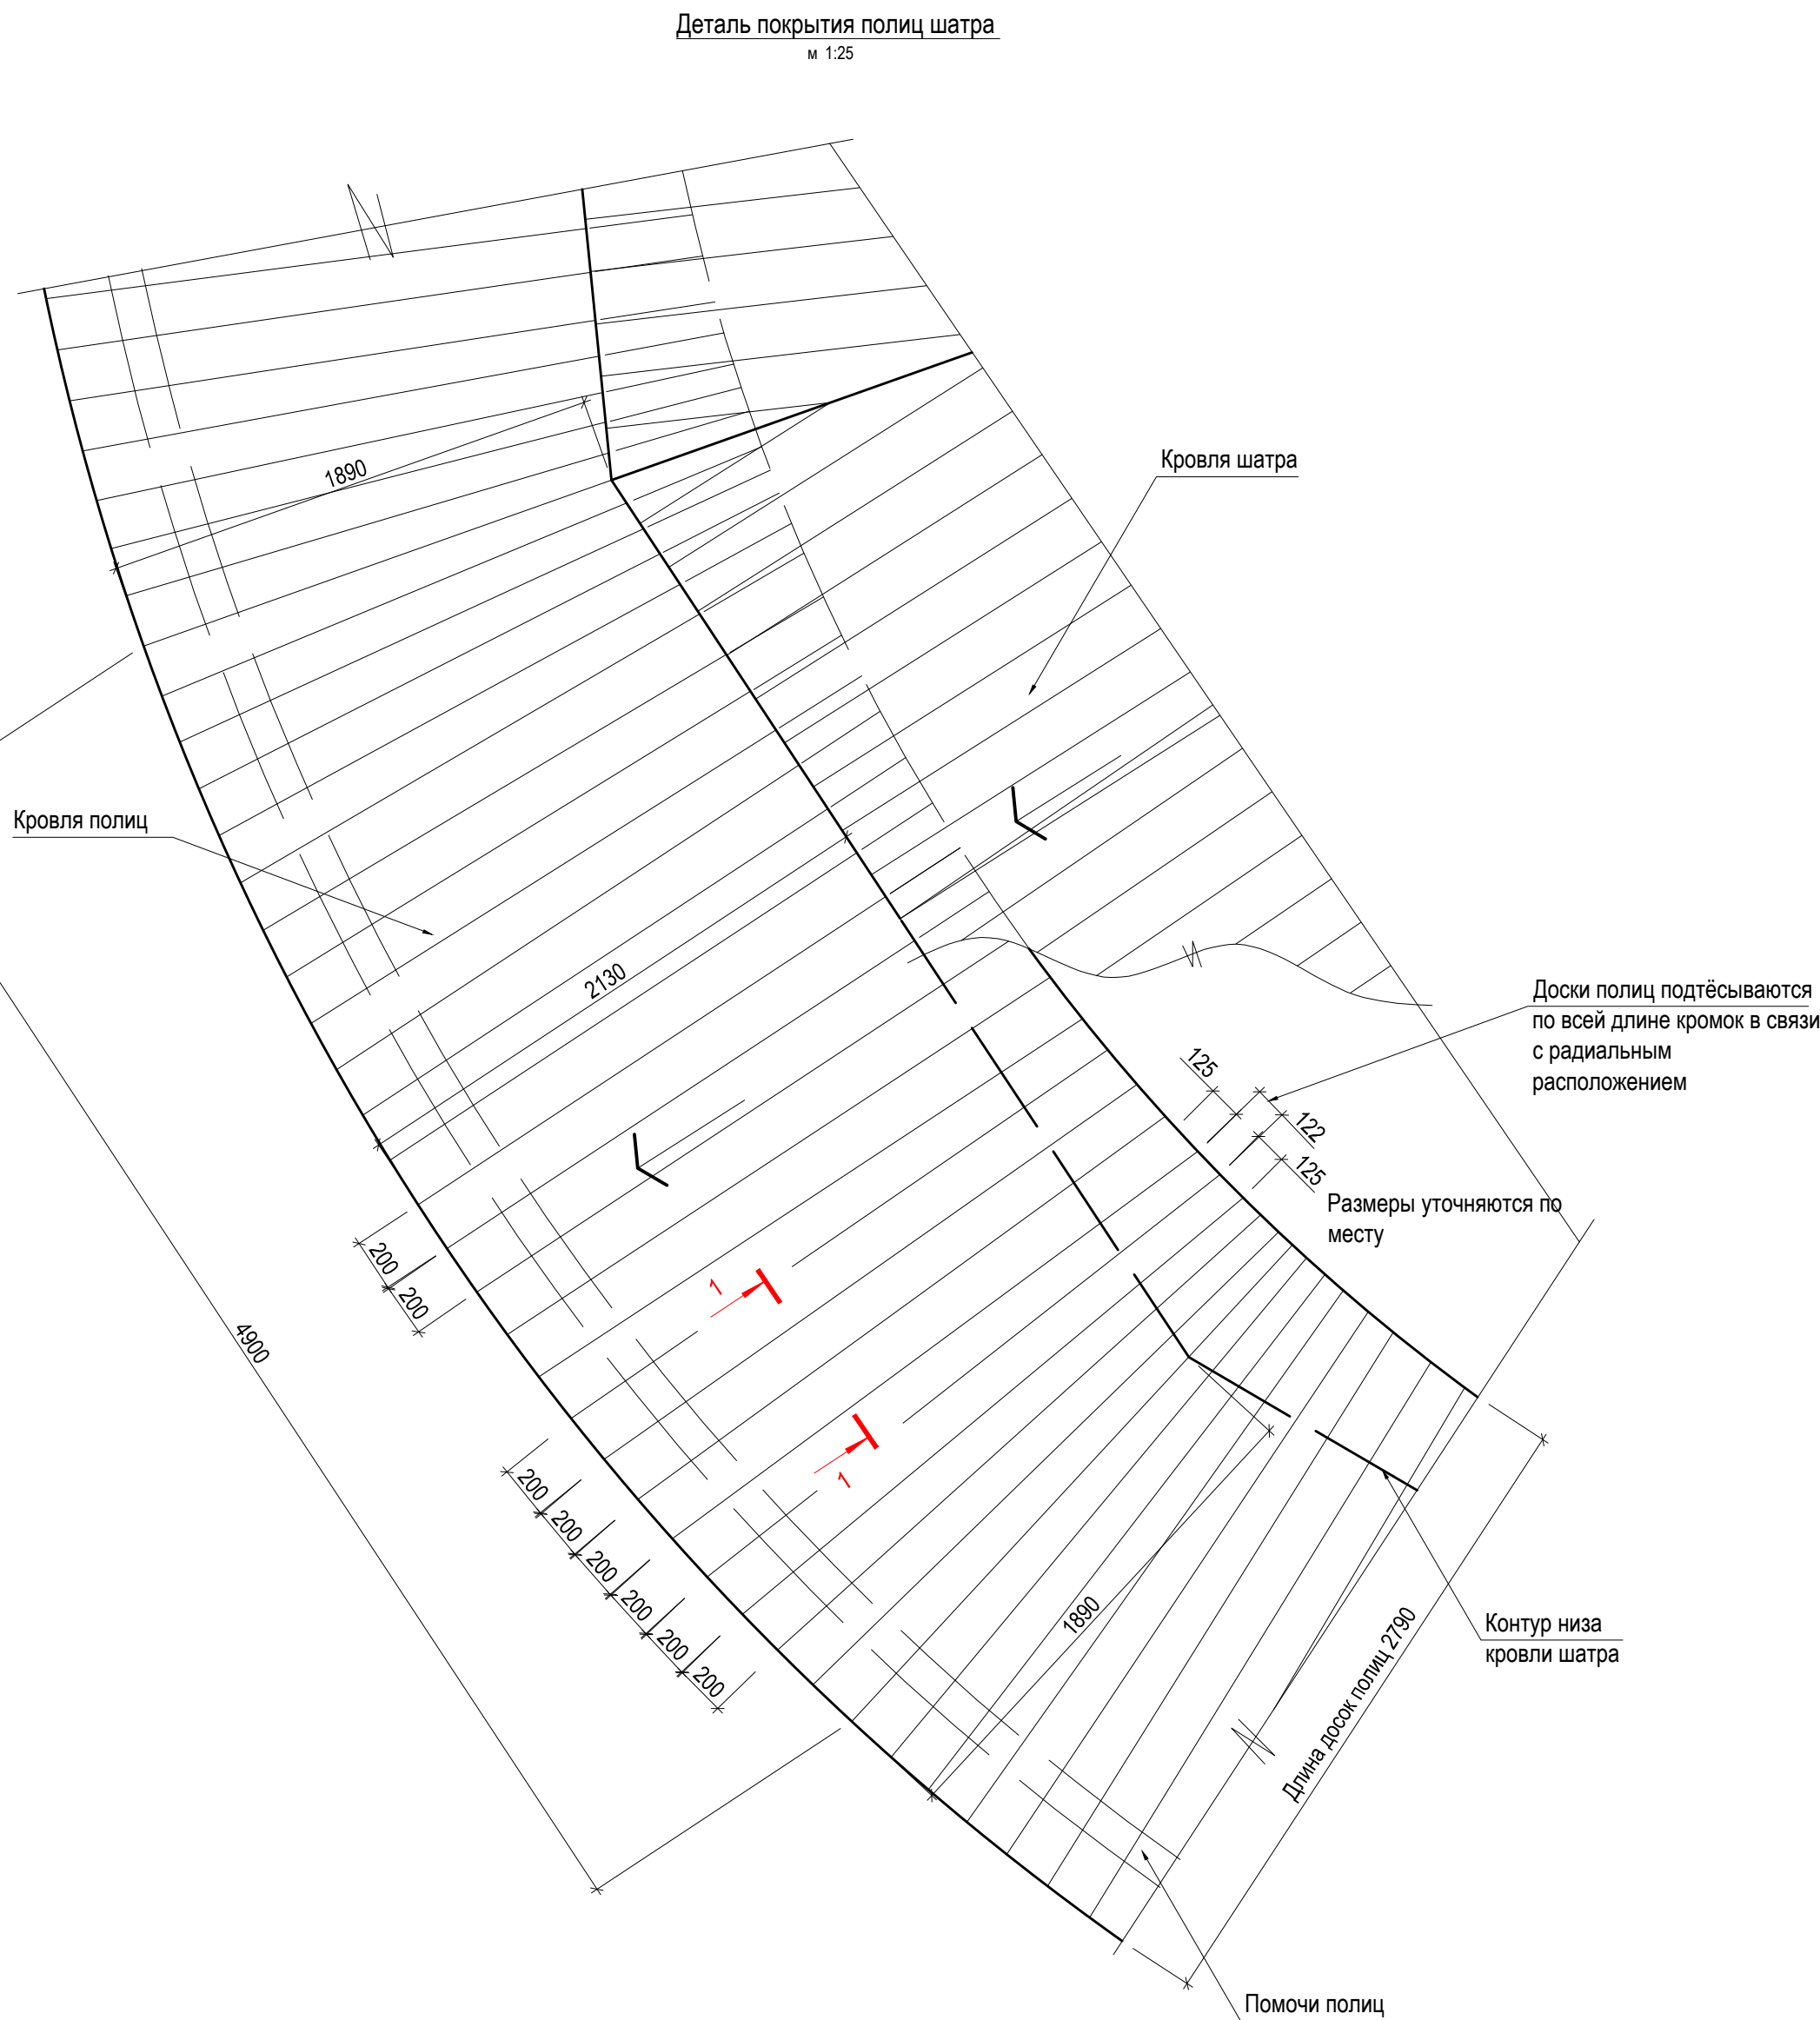 Деталь покрытия полиц шатра
м 1:25
1890
Кровля шатра
Кровля полиц
2130
Доски полиц подтёсываются
по всей длине кромок в связи
с радиальным
расположением
125
122
125
Размеры уточняются по
месту
200
200
1
4900
1
200
200
200
200
200
200
1890
Длина досок полиц 2790
Контур низа
кровли шатра
Помочи полиц